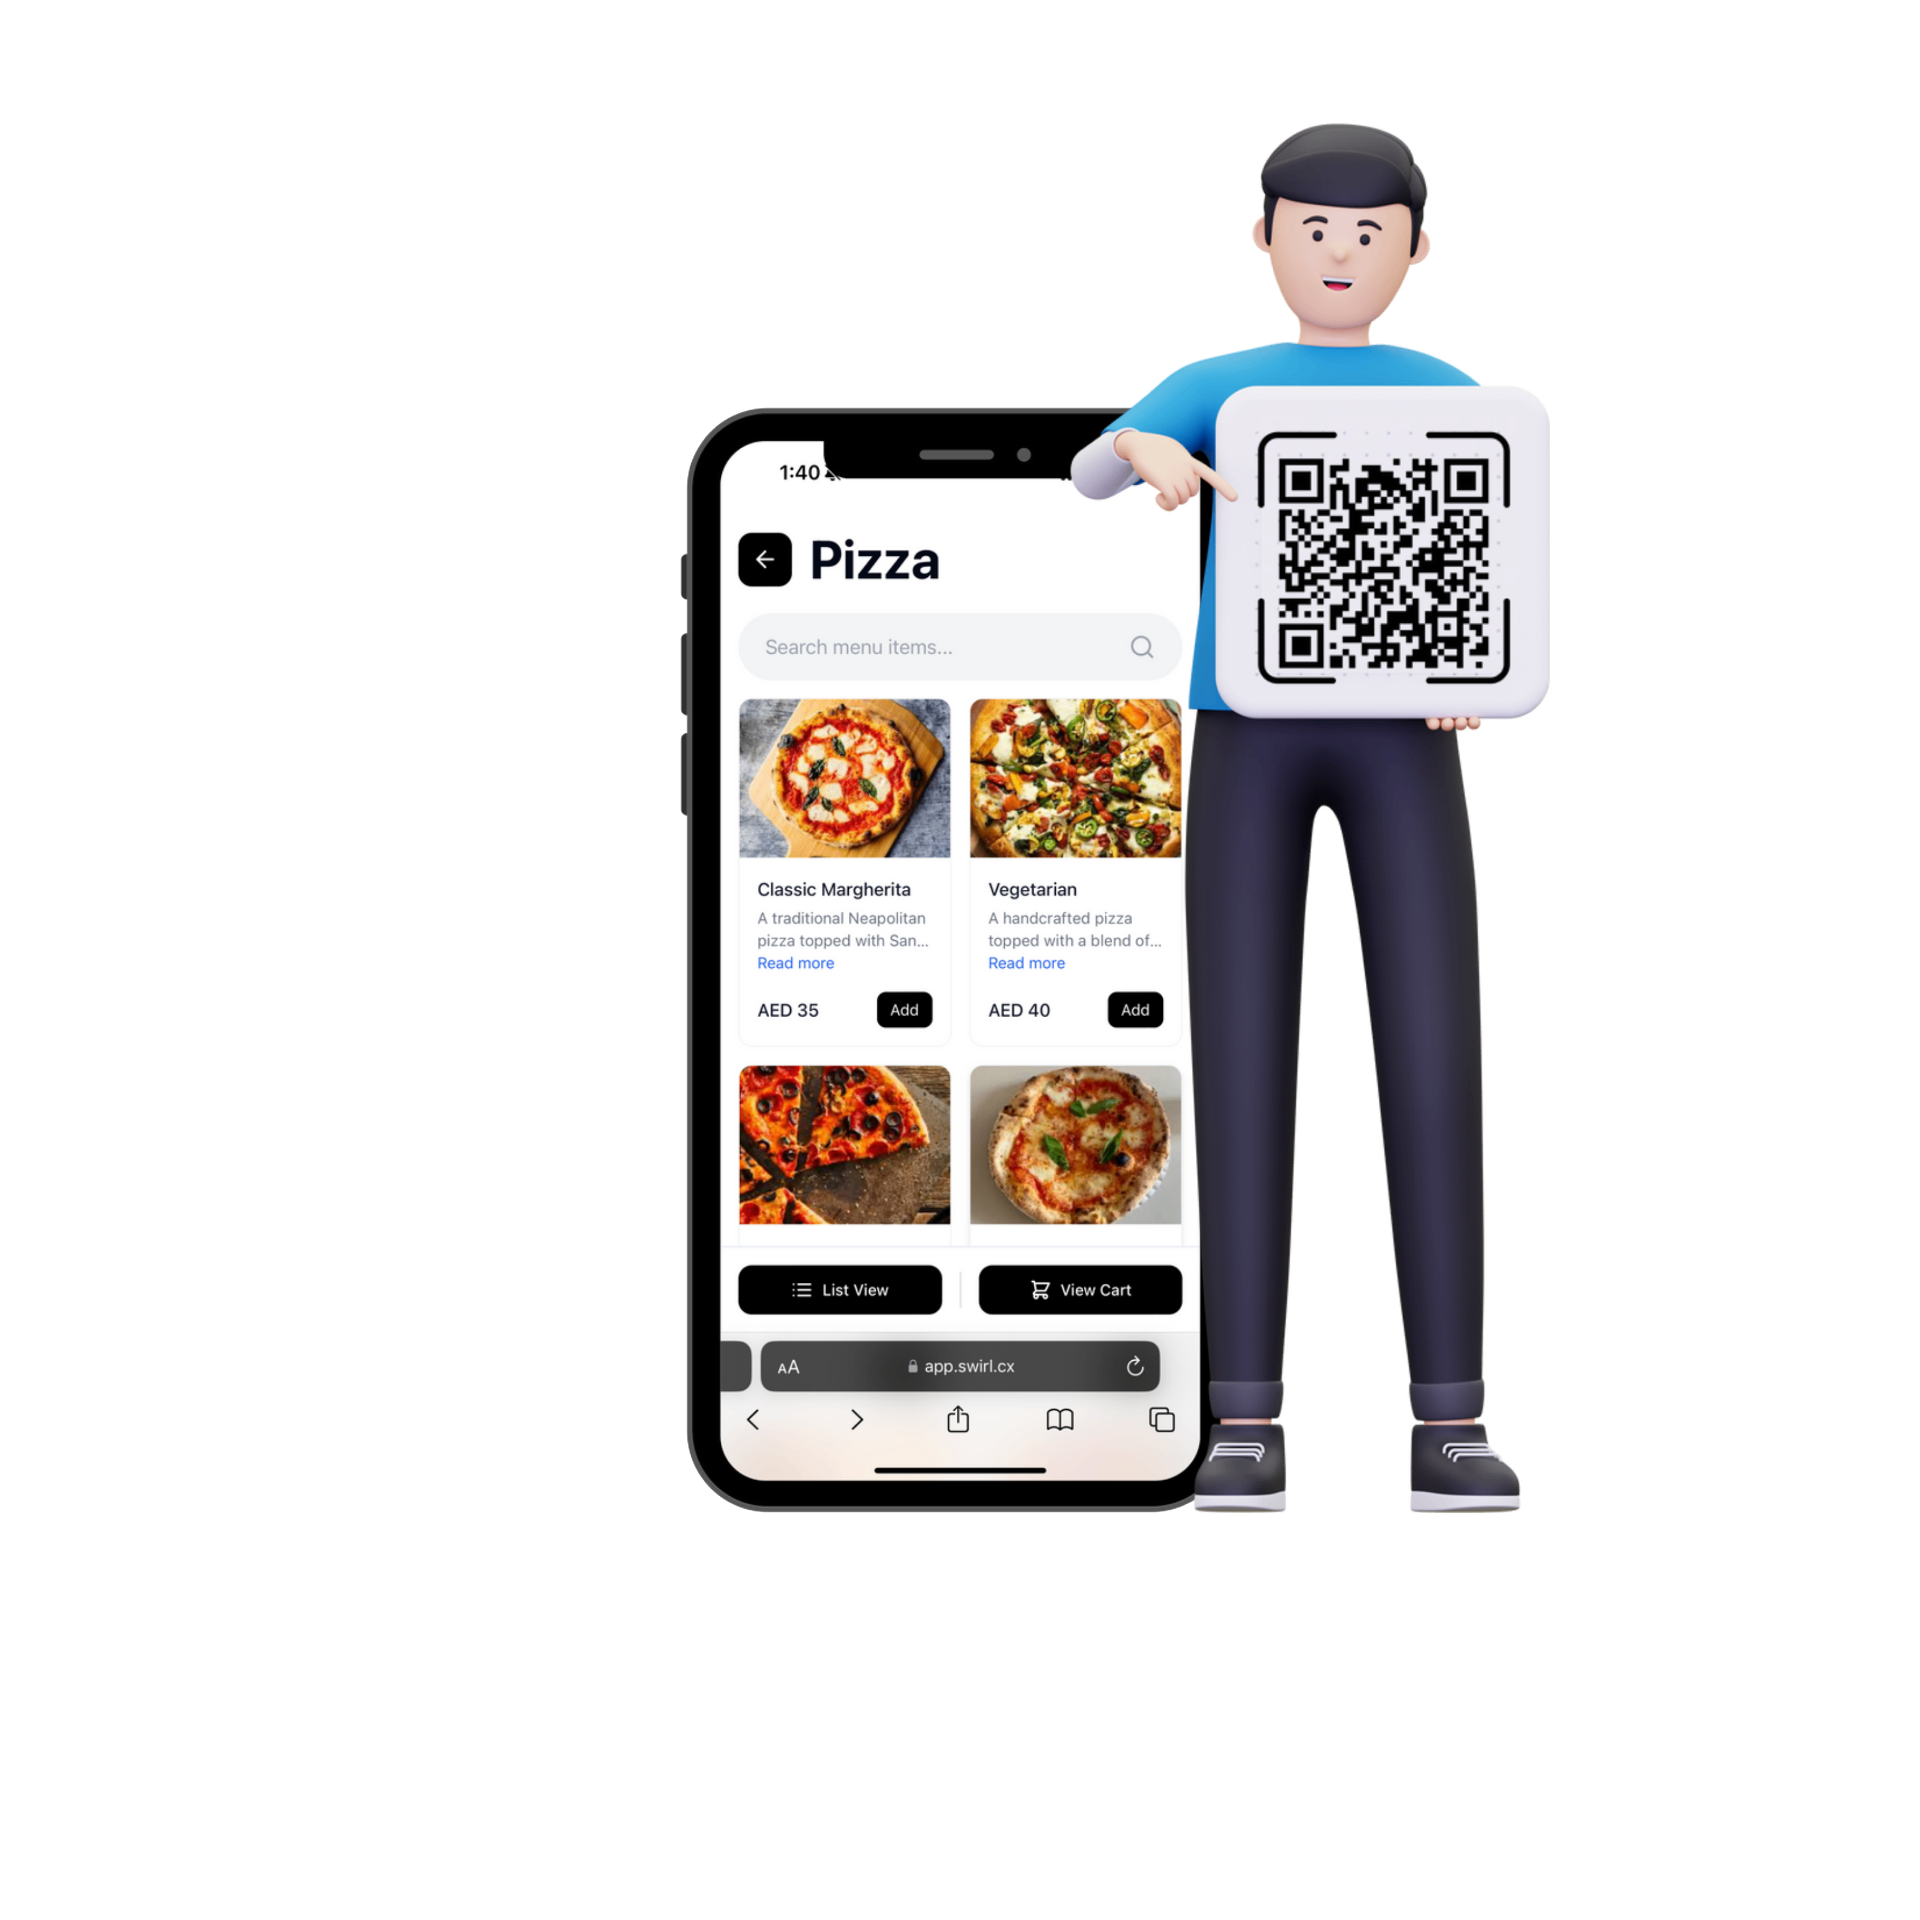 1:40
Pizza
Search menu items...
Classic Margherita
A traditional Neapolitan
pizza topped with San...
Read more
AED 35
Add
Vegetarian
A handcrafted pizza
topped with a blend of...
Read more
AED 40
Add
List View
View Cart
AA
app.swirl.cx